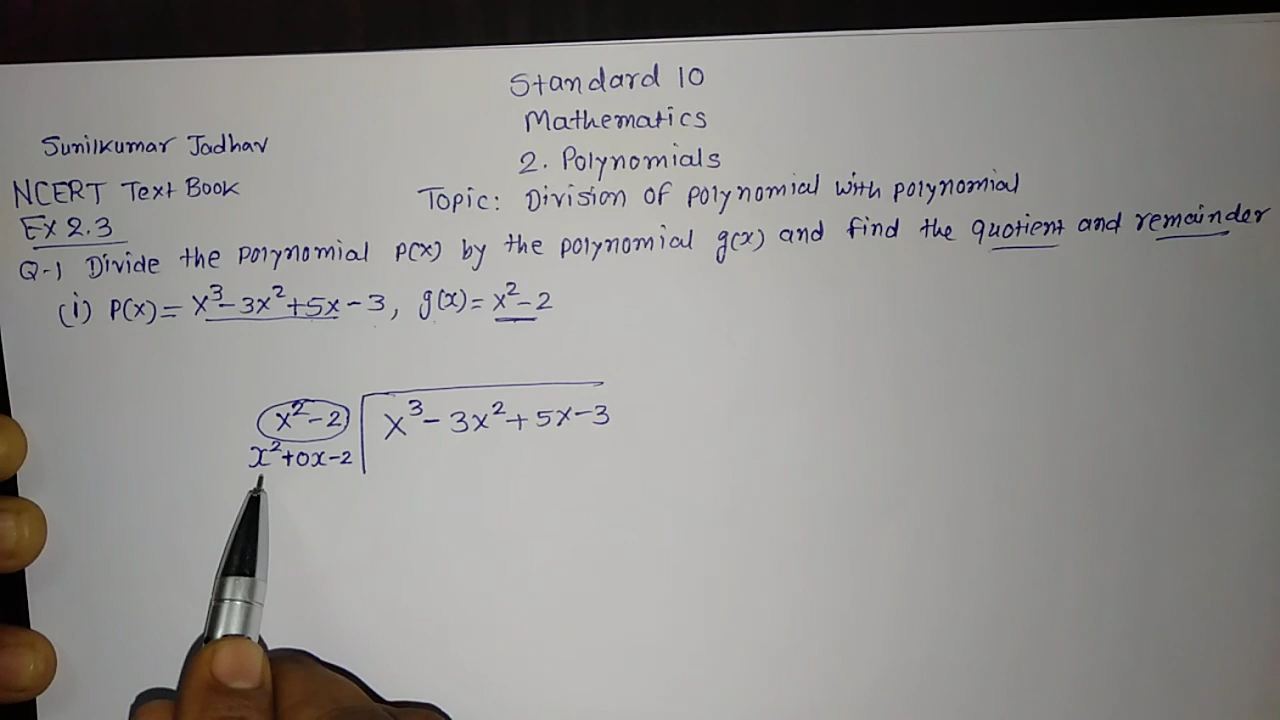 Standard 10
Mathematics
Sunilkumar Jadhav
2. Polynomials
NCERT Text Book
Topic: Division of polynomial with polynomial
Ex 2.3
Q-1 Divide the polynomial P(x) by the polynomial g(x) and find the quotient and remainder
(i) P(x) = x³ - 3x² + 5x - 3, g(x) = x² - 2
x² - 2
x³ - 3x² + 5x - 3
x² + 0x - 2